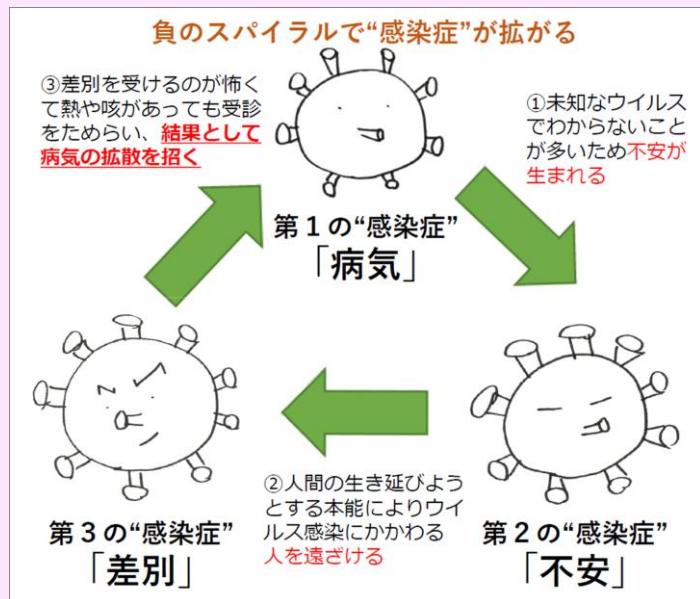 負のスパイラルで“感染症”が拡がる
③差別を受けるのが怖く
て熱や咳があっても受診
をためらい、結果として
病気の拡散を招く
①未知なウイルス
でわからないこと
が多いため不安が
生まれる
第1の“感染症”
「病気」
②人間の生き延びよう
とする本能によりウイ
ルス感染にかかわる
人を遠ざける
第3の“感染症”
「差別」
第2の“感染症”
「不安」